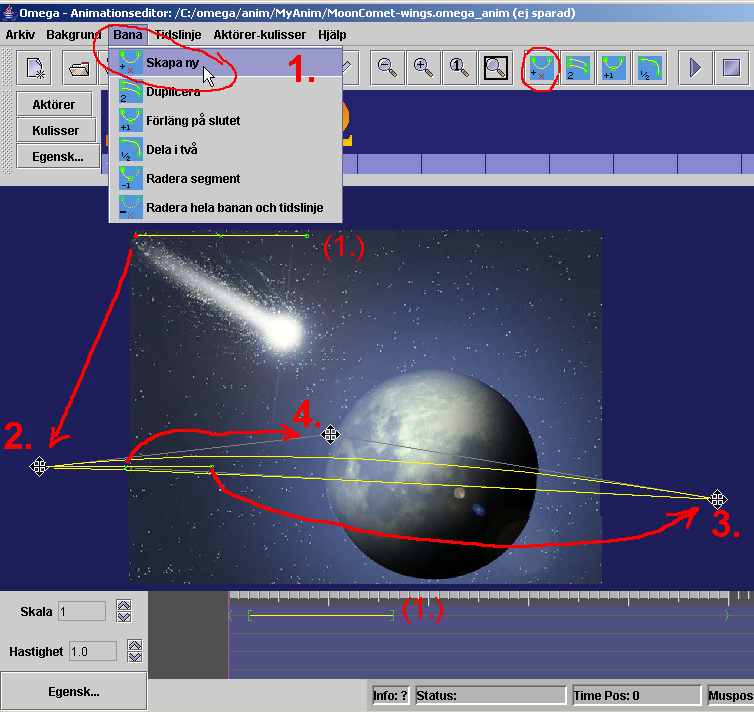 Omega - Animationseditor: /C:/omega/anim/MyAnim/MoonComet-wings.omega_anim (ej sparad)
Arkiv Bakgrund Bana Tidslinje Aktörer-kulisser Hjälp
Skapa ny
1.
Duplicera
Förläng på slutet
Dela i två
Radera segment
Radera hela banan och tidslinje
Aktörer
Kulisser
Egensk...
(1.)
4.
2.
3.
(1.)
Skala 1
Hastighet 1.0
Egensk...
Info: ? Status: Time Pos: 0 Muspos